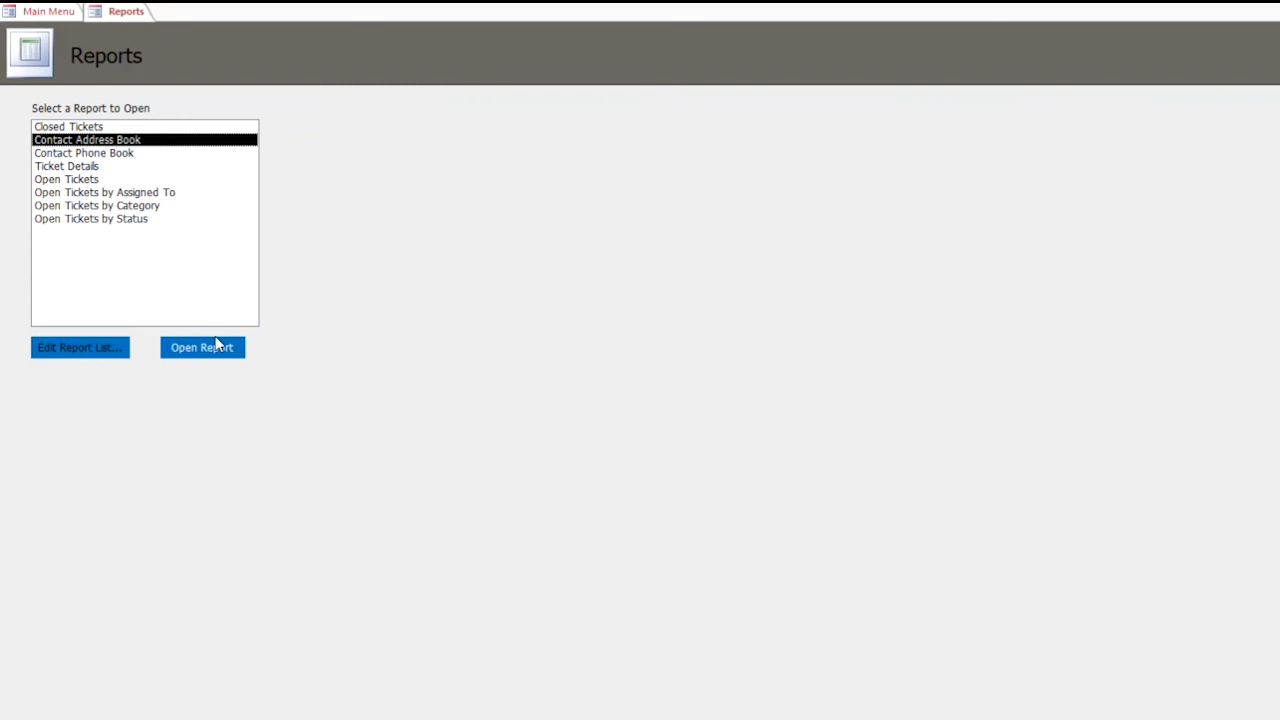 Main Menu
Reports
Reports
Select a Report to Open
Closed Tickets
Contact Address Book
Contact Phone Book
Ticket Details
Open Tickets
Open Tickets by Assigned To
Open Tickets by Category
Open Tickets by Status
Edit Report List...
Open Report